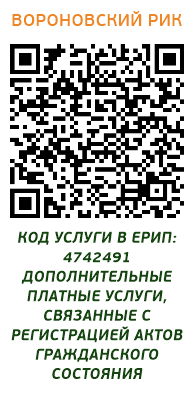 ВОРОНОВСКИЙ РИК
КОД УСЛУГИ В ЕРИП:
4742491
ДОПОЛНИТЕЛЬНЫЕ
ПЛАТНЫЕ УСЛУГИ,
СВЯЗАННЫЕ С
РЕГИСТРАЦИЕЙ АКТОВ
ГРАЖДАНСКОГО
СОСТОЯНИЯ